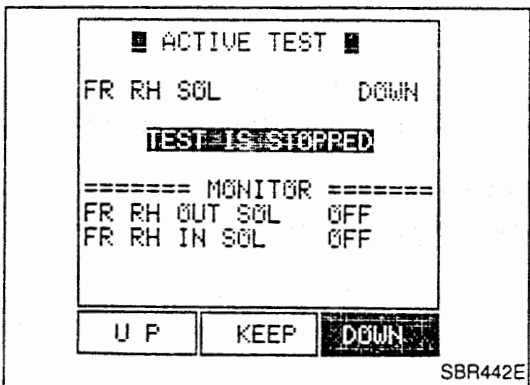 ACTIVE TEST
FR RH SOL DOWN
TEST IS STOPPED
======= MONITOR =======
FR RH OUT SOL OFF
FR RH IN SOL OFF
U P KEEP DOWN
SBR442E